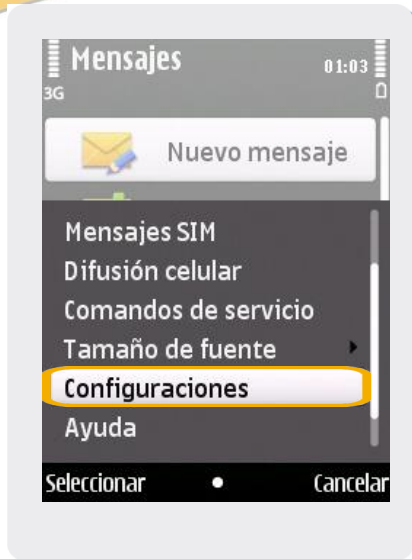 Mensajes
01:03
3G
Nuevo mensaje
Mensajes SIM
Difusión celular
Comandos de servicio
Tamaño de fuente
Configuraciones
Ayuda
Seleccionar
Cancelar